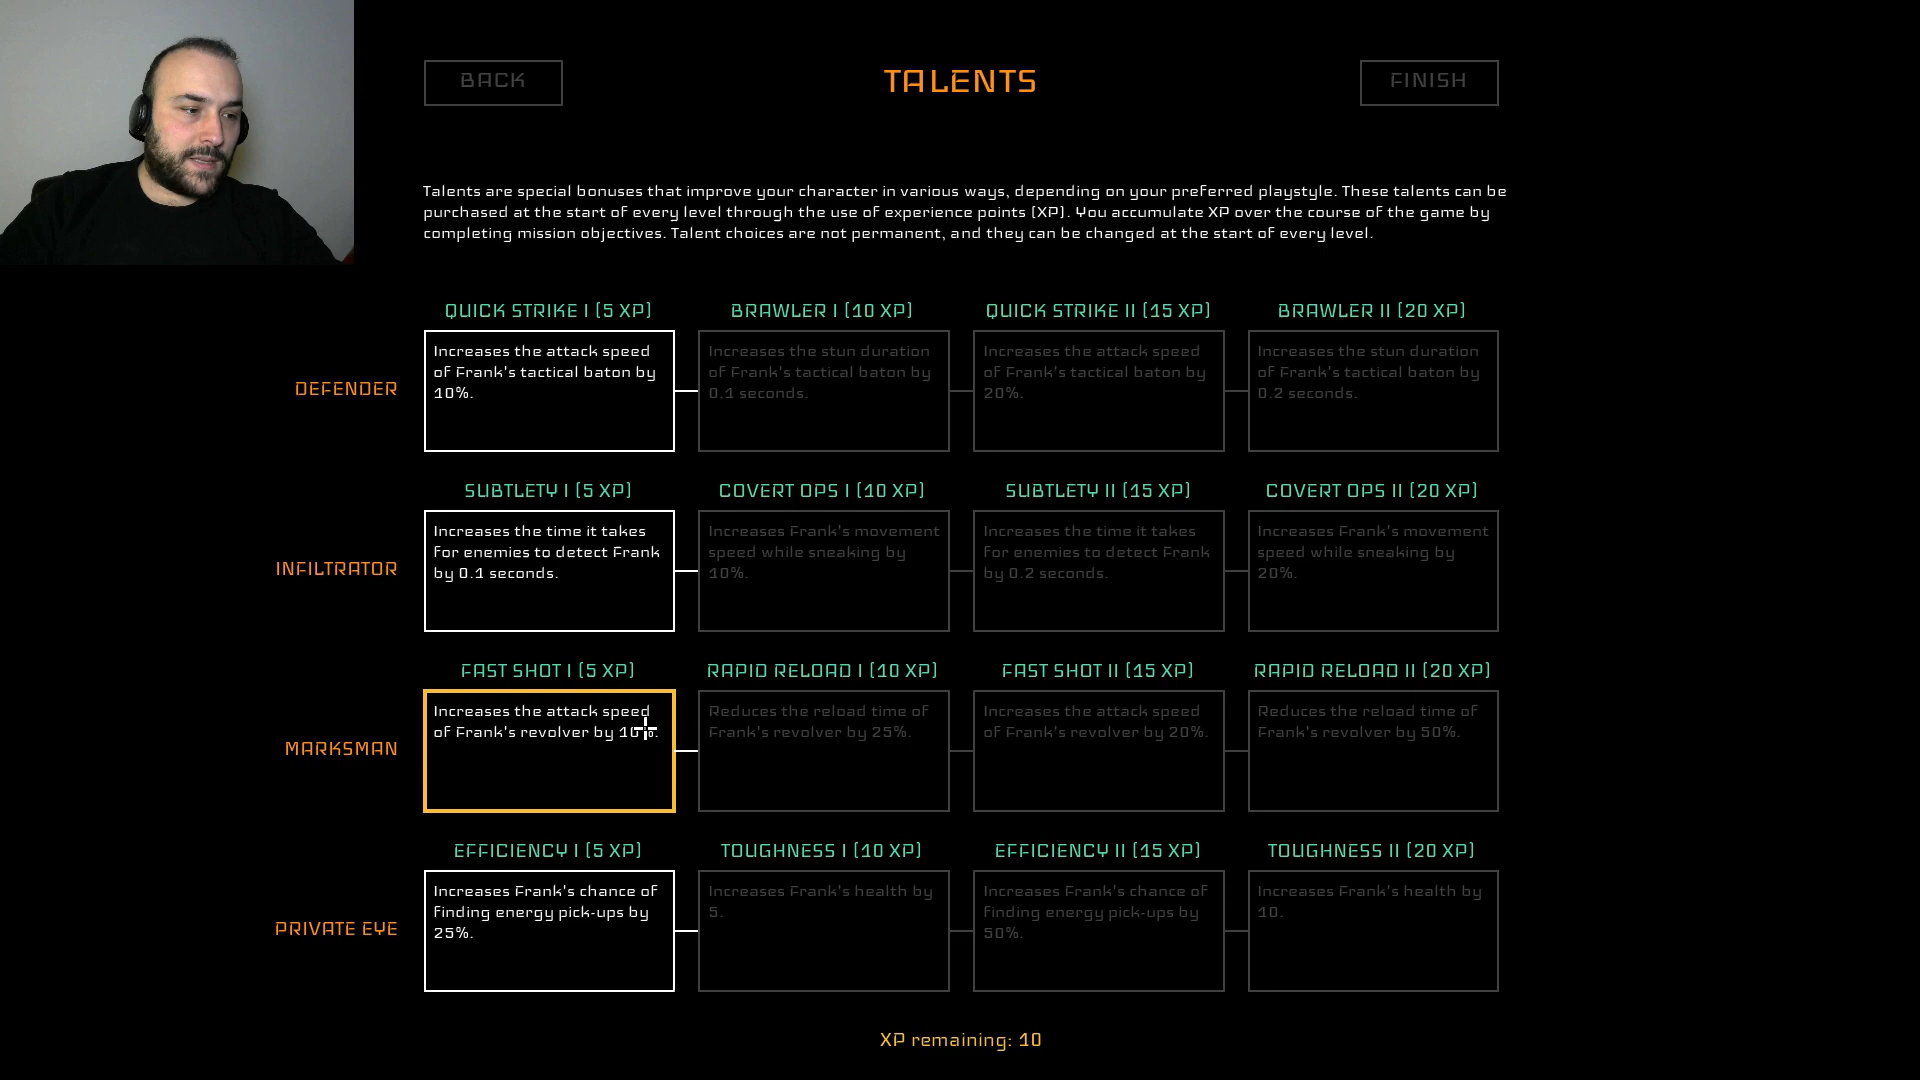 BACK
TALENTS
FINISH
Talents are special bonuses that improve your character in various ways, depending on your preferred playstyle. These talents can be
purchased at the start of every level through the use of experience points (XP). You accumulate XP over the course of the game by
completing mission objectives. Talent choices are not permanent, and they can be changed at the start of every level.
DEFENDER
QUICK STRIKE I (5 XP)
Increases the attack speed
of Frank's tactical baton by
10%.
BRAWLER I (10 XP)
Increases the stun duration
of Frank's tactical baton by
0.1 seconds.
QUICK STRIKE II (15 XP)
Increases the attack speed
of Frank's tactical baton by
20%.
BRAWLER II (20 XP)
Increases the stun duration
of Frank's tactical baton by
0.2 seconds.
INFILTRATOR
SUBTLETY I (5 XP)
Increases the time it takes
for enemies to detect Frank
by 0.1 seconds.
COVERT OPS I (10 XP)
Increases Frank's movement
speed while sneaking by
10%.
SUBTLETY II (15 XP)
Increases the time it takes
for enemies to detect Frank
by 0.2 seconds.
COVERT OPS II (20 XP)
Increases Frank's movement
speed while sneaking by
20%.
MARKSMAN
FAST SHOT I (5 XP)
Increases the attack speed
of Frank's revolver by 10%.
RAPID RELOAD I (10 XP)
Reduces the reload time of
Frank's revolver by 25%.
FAST SHOT II (15 XP)
Increases the attack speed
of Frank's revolver by 20%.
RAPID RELOAD II (20 XP)
Reduces the reload time of
Frank's revolver by 50%.
PRIVATE EYE
EFFICIENCY I (5 XP)
Increases Frank's chance of
finding energy pick-ups by
25%.
TOUGHNESS I (10 XP)
Increases Frank's health by
5.
EFFICIENCY II (15 XP)
Increases Frank's chance of
finding energy pick-ups by
50%.
TOUGHNESS II (20 XP)
Increases Frank's health by
10.
XP remaining: 10